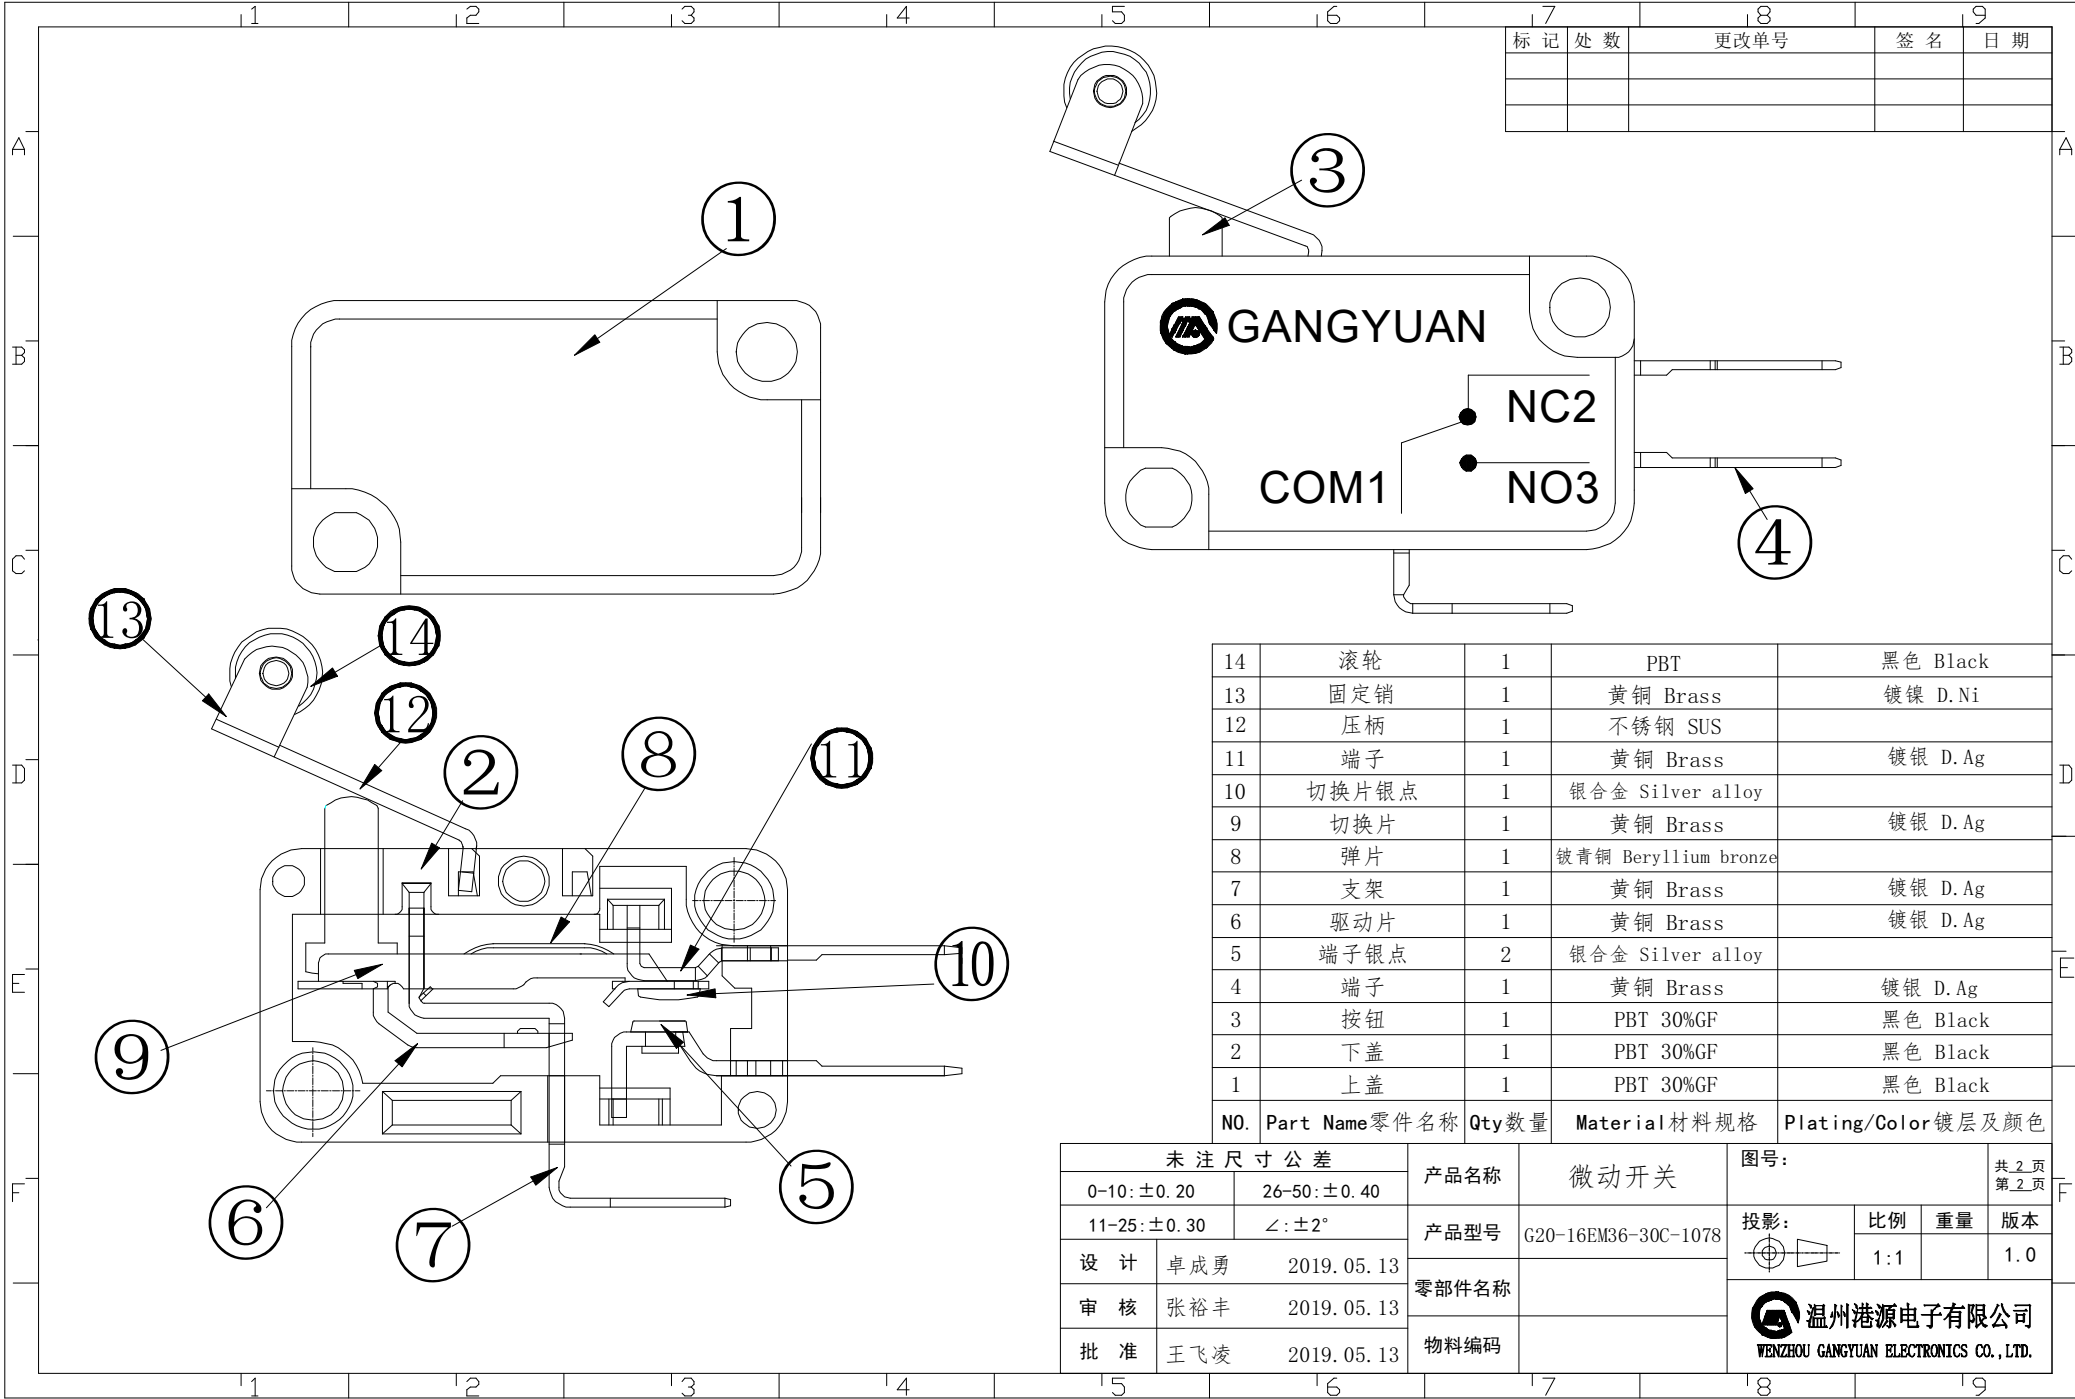 1 2 3 4 5 6 7 8 9
标 记 处 数 更改单号 签 名 日 期
A A
③
①
GANGYUAN
B B
NC2
COM1 NO3
④
C C
⑬ ⑭
⑫
② ⑧ ⑪
D D
14 滚轮 1 PBT 黑色 Black
13 固定销 1 黄铜 Brass 镀镍 D.Ni
12 压柄 1 不锈钢 SUS
11 端子 1 黄铜 Brass 镀银 D.Ag
10 切换片银点 1 银合金 Silver alloy
9 切换片 1 黄铜 Brass 镀银 D.Ag
8 弹片 1 铍青铜 Beryllium bronze
7 支架 1 黄铜 Brass 镀银 D.Ag
6 驱动片 1 黄铜 Brass 镀银 D.Ag
5 端子银点 2 银合金 Silver alloy
4 端子 1 黄铜 Brass 镀银 D.Ag
3 按钮 1 PBT 30%GF 黑色 Black
2 下盖 1 PBT 30%GF 黑色 Black
1 上盖 1 PBT 30%GF 黑色 Black
NO. Part Name零件名称 Qty数量 Material材料规格 Plating/Color镀层及颜色
⑩
E E
⑨
⑤
⑥ ⑦
F F
未 注 尺 寸 公 差
0-10:±0.20 26-50:±0.40
11-25:±0.30 ∠:±2°
设 计 卓成勇 2019.05.13
审 核 张裕丰 2019.05.13
批 准 王飞凌 2019.05.13
产品名称 微动开关
产品型号 G20-16EM36-30C-1078
零部件名称
物料编码
图号:
共 2 页
第 2 页
投影: 比例 重量 版本
1:1 1.0
温州港源电子有限公司
WENZHOU GANGYUAN ELECTRONICS CO.,LTD.
1 2 3 4 5 6 7 8 9